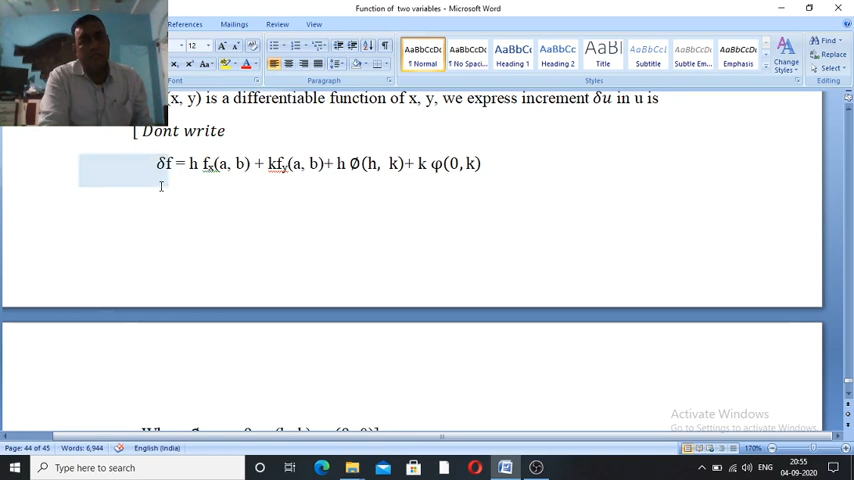 Function of two variables - Microsoft Word
References Mailings Review View
12
AaBbCcDc AaBbCcDc AaBbCc AaBbCc AaBl AaBbCcl AaBbCcDc AaBbCcDc
¶ Normal ¶ No Spaci... Heading 1 Heading 2 Title Subtitle Subtle Em... Emphasis
Change Styles
Find
Replace
Select
Font Paragraph Styles Editing
(x, y) is a differentiable function of x, y, we express increment δu in u is
[ Dont write
δf = h fx(a, b) + kfy(a, b)+ h Ø(h, k)+ k φ(0, k)
Activate Windows
Go to Settings to activate Windows.
Page: 44 of 45 Words: 6,944 English (India) 170%
Type here to search
ENG
20:55
04-09-2020